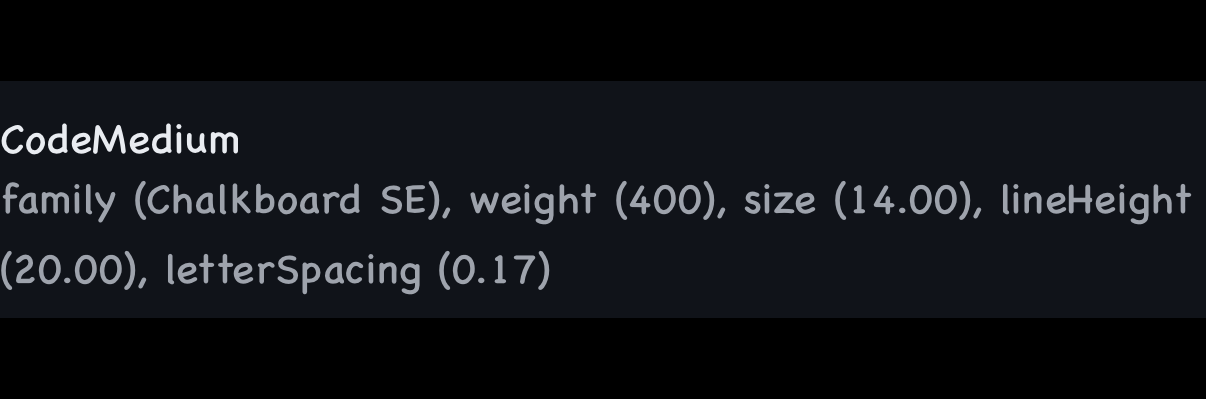 CodeMedium
family (Chalkboard SE), weight (400), size (14.00), lineHeight
(20.00), letterSpacing (0.17)